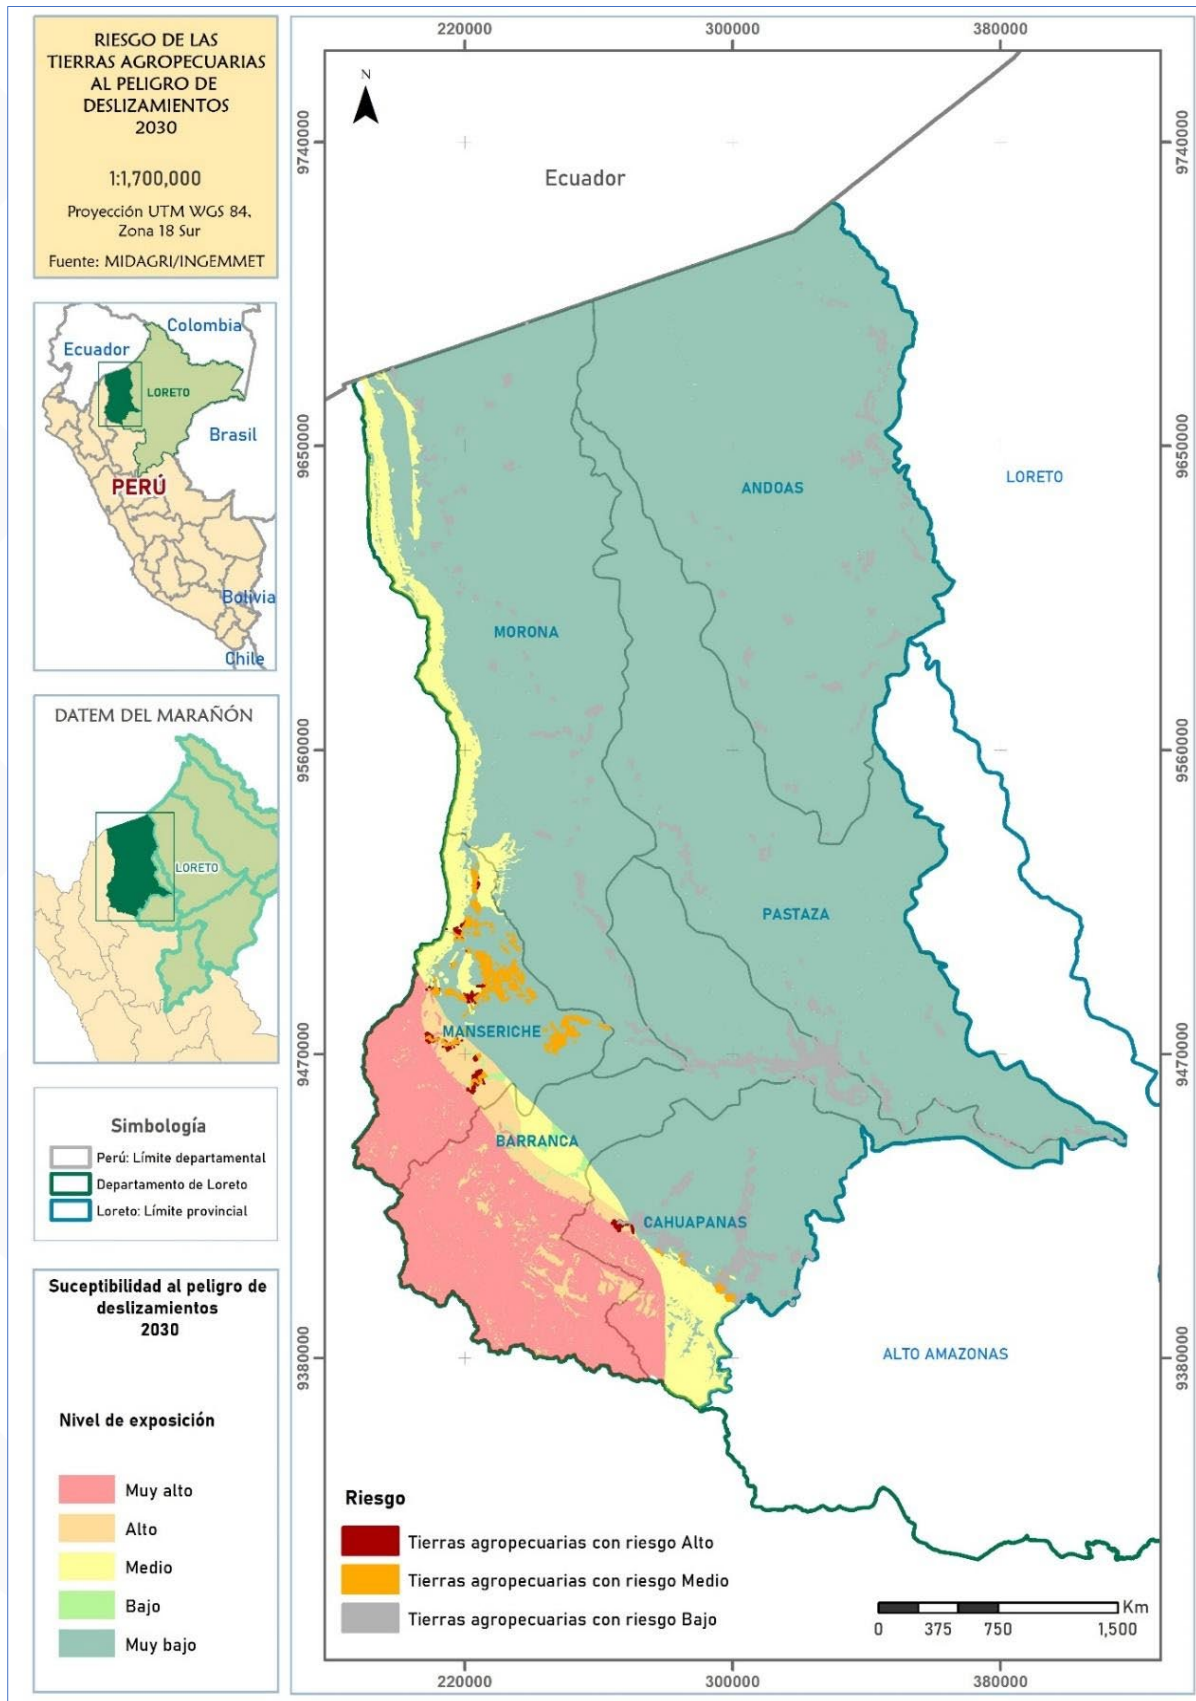 RIESGO DE LAS
TIERRAS AGROPECUARIAS
AL PELIGRO DE
DESLIZAMIENTOS
2030
1:1,700,000
Proyección UTM WGS 84,
Zona 18 Sur
Fuente: MIDAGRI/INGEMMET
Colombia
Ecuador
LORETO
Brasil
PERÚ
Bolivia
Chile
DATEM DEL MARAÑÓN
LORETO
Simbología
Perú: Límite departamental
Departamento de Loreto
Loreto: Límite provincial
Suceptibilidad al peligro de
deslizamientos
2030
Nivel de exposición
Muy alto
Alto
Medio
Bajo
Muy bajo
220000
300000
380000
N
9740000
9740000
Ecuador
9650000
9650000
LORETO
ANDOAS
MORONA
9560000
9560000
PASTAZA
MANSERICHE
9470000
9470000
BARRANCA
CAHUAPANAS
9380000
9380000
ALTO AMAZONAS
Riesgo
Tierras agropecuarias con riesgo Alto
Tierras agropecuarias con riesgo Medio
Tierras agropecuarias con riesgo Bajo
Km
0 375 750 1,500
220000
300000
380000